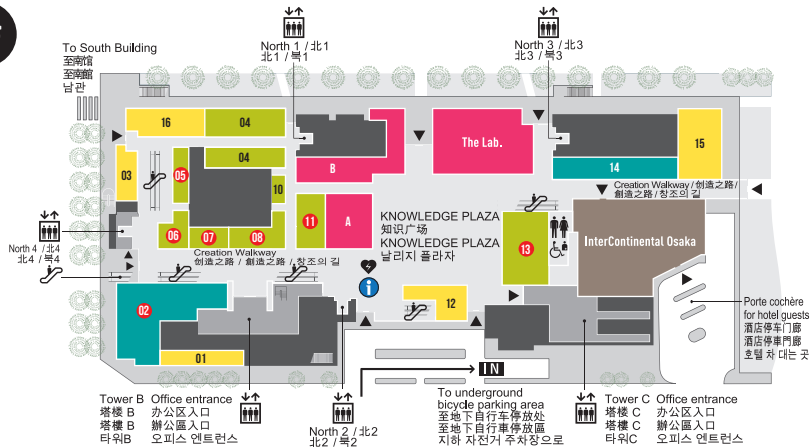 North 1 / 北1
北1 / 북1
North 3 / 北3
北3 / 북3
To South Building
至南馆
至南館
남관
16
04
The Lab.
15
04
B
14
03
05
10
Creation Walkway / 创造之路 /
創造之路 / 창조의 길
06
07
08
11
A
KNOWLEDGE PLAZA
知识广场
KNOWLEDGE PLAZA
날리지 플라자
13
InterContinental Osaka
North 4 / 北4
北4 / 북4
Creation Walkway
创造之路 / 創造之路 / 창조의 길
i
02
12
01
Porte cochère
for hotel guests
酒店停车门廊
酒店停車門廊
호텔 차 대는 곳
IN
Tower B Office entrance
塔楼 B 办公区入口
塔樓 B 辦公區入口
타워B 오피스 엔트런스
North 2 / 北2
北2 / 북2
To underground
bicycle parking area
至地下自行车停放处
至地下自行車停放區
지하 자전거 주차장으로
Tower C Office entrance
塔楼 C 办公区入口
塔樓 C 辦公區入口
타워C 오피스 엔트런스